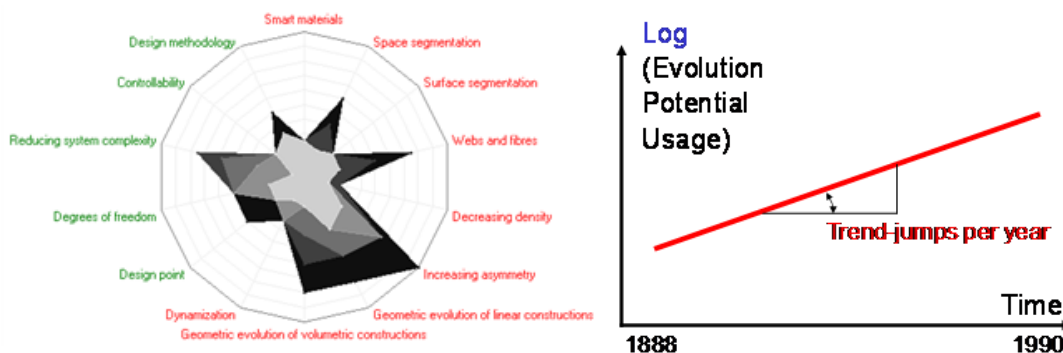 Smart materials
Design methodology
Space segmentation
Controllability
Surface segmentation
Reducing system complexity
Webs and fibres
Degrees of freedom
Decreasing density
Design point
Increasing asymmetry
Dynamization
Geometric evolution of linear constructions
Geometric evolution of volumetric constructions
Log
(Evolution
Potential
Usage)
Trend-jumps per year
Time
1888
1990